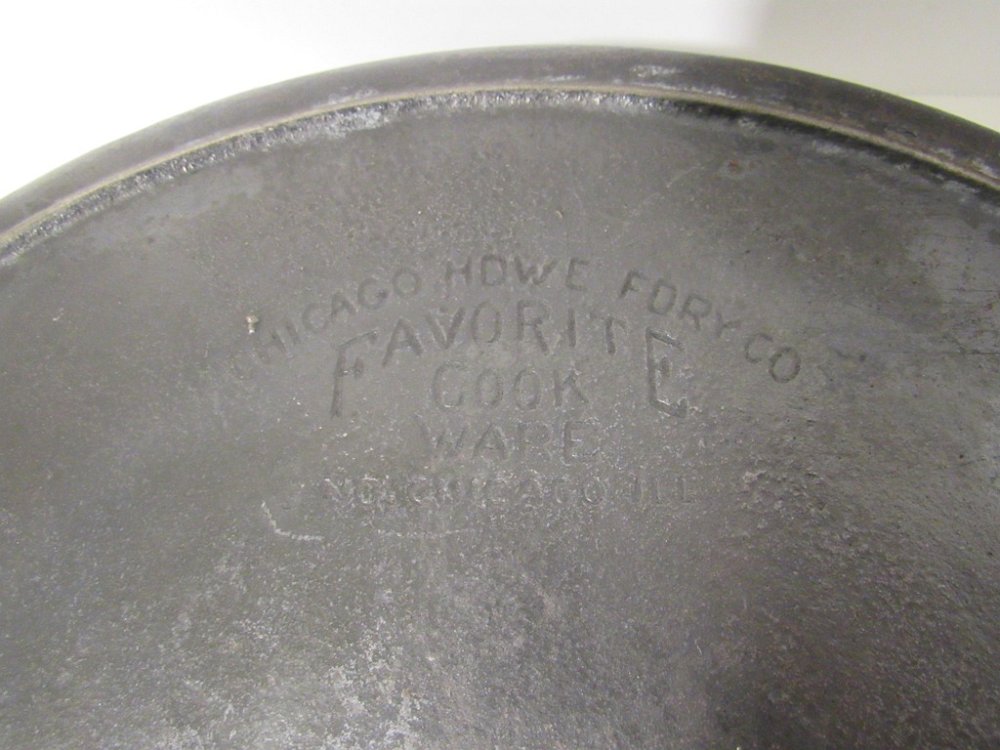 CHICAGO HDWE FDRY CO
FAVORITE
COOK
WARE
NO. CHICAGO ILL